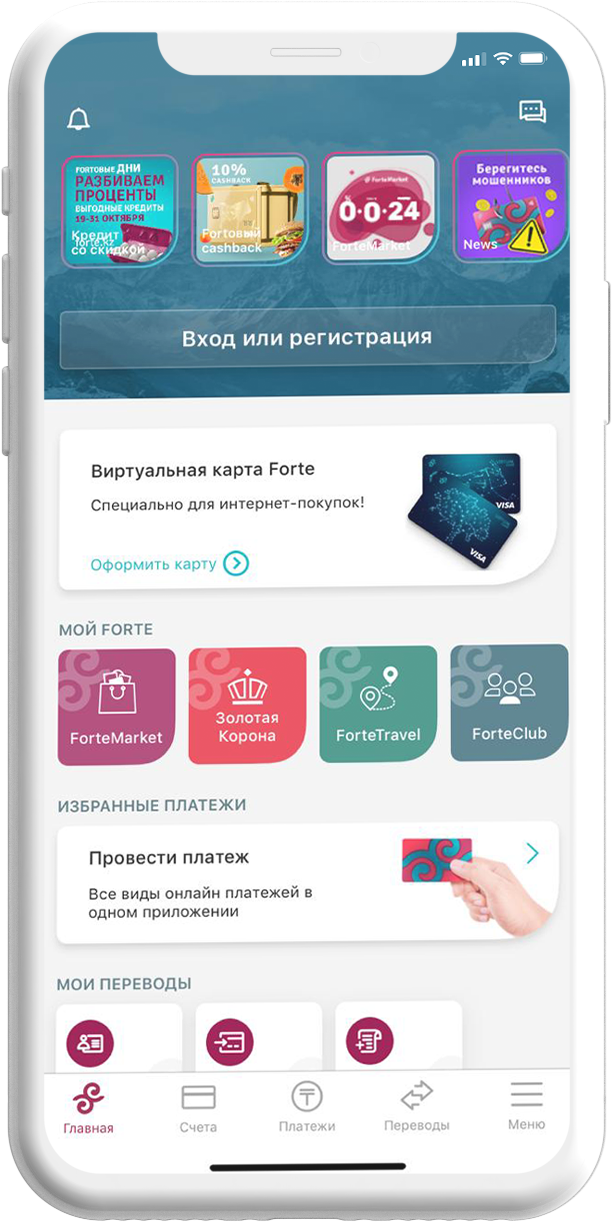 FORTOВЫЕ ДНИ
РАЗБИВАЕМ
ПРОЦЕНТЫ
ВЫГОДНЫЕ КРЕДИТЫ
19-31 ОКТЯБРЯ
forte.kz
Кредит
со скидкой
10%
CASHBACK
Fortовый
cashback
ForteMarket
0·0·24
ForteMarket
Берегитесь
мошенников
News
Вход или регистрация
Виртуальная карта Forte
Специально для интернет-покупок!
VISA
VISA
Оформить карту
МОЙ FORTE
ForteMarket
Золотая
Корона
ForteTravel
ForteClub
ИЗБРАННЫЕ ПЛАТЕЖИ
Провести платеж
Все виды онлайн платежей в
одном приложении
МОИ ПЕРЕВОДЫ
Главная
Счета
Платежи
Переводы
Меню